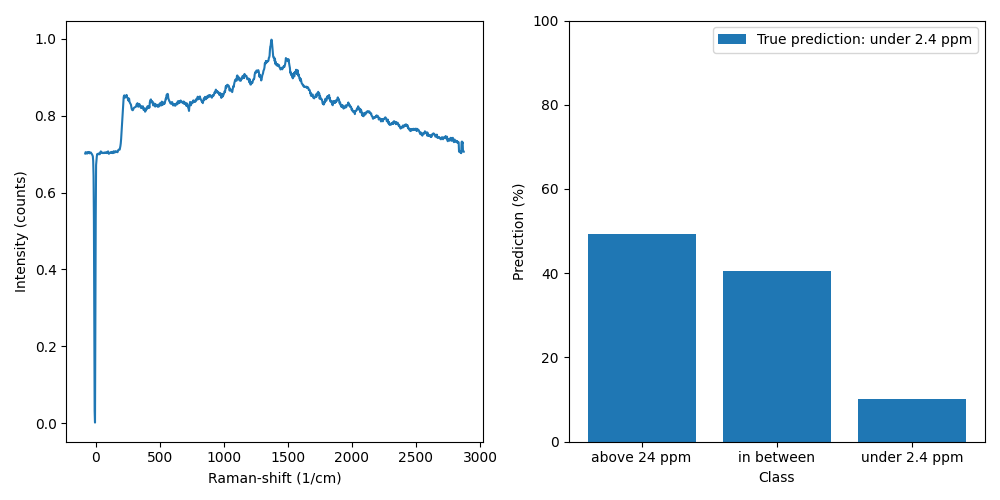 1.0
0.8
0.6
0.4
0.2
0.0
Intensity (counts)
0
500
1000
1500
2000
2500
3000
Raman-shift (1/cm)
100
80
60
40
20
0
Prediction (%)
True prediction: under 2.4 ppm
above 24 ppm
in between
under 2.4 ppm
Class